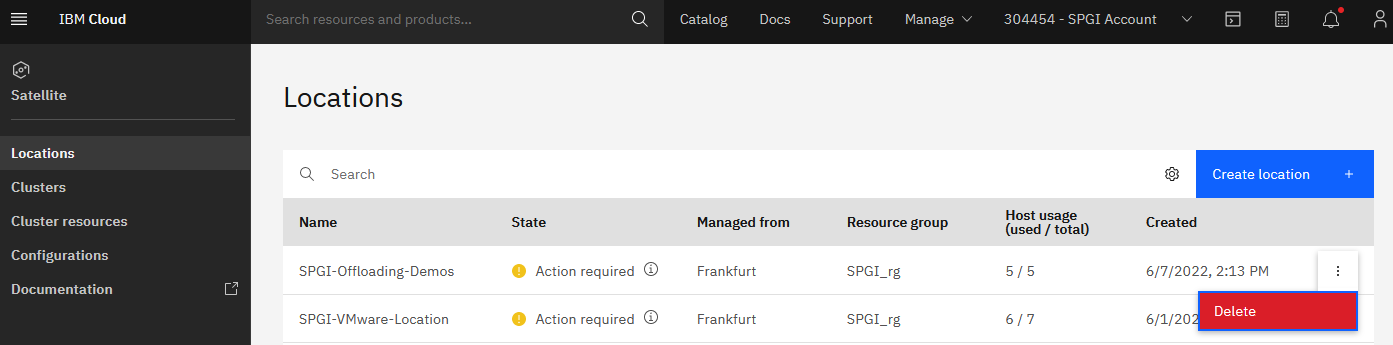 IBM Cloud
Search resources and products...
Catalog Docs Support Manage 304454 - SPGI Account
Satellite
Locations
Clusters
Cluster resources
Configurations
Documentation
Locations
Search
Create location +
Name State Managed from Resource group Host usage (used / total) Created
SPGI-Offloading-Demos Action required Frankfurt SPGI_rg 5 / 5 6/7/2022, 2:13 PM
SPGI-VMware-Location Action required Frankfurt SPGI_rg 6 / 7 6/1/202
Delete